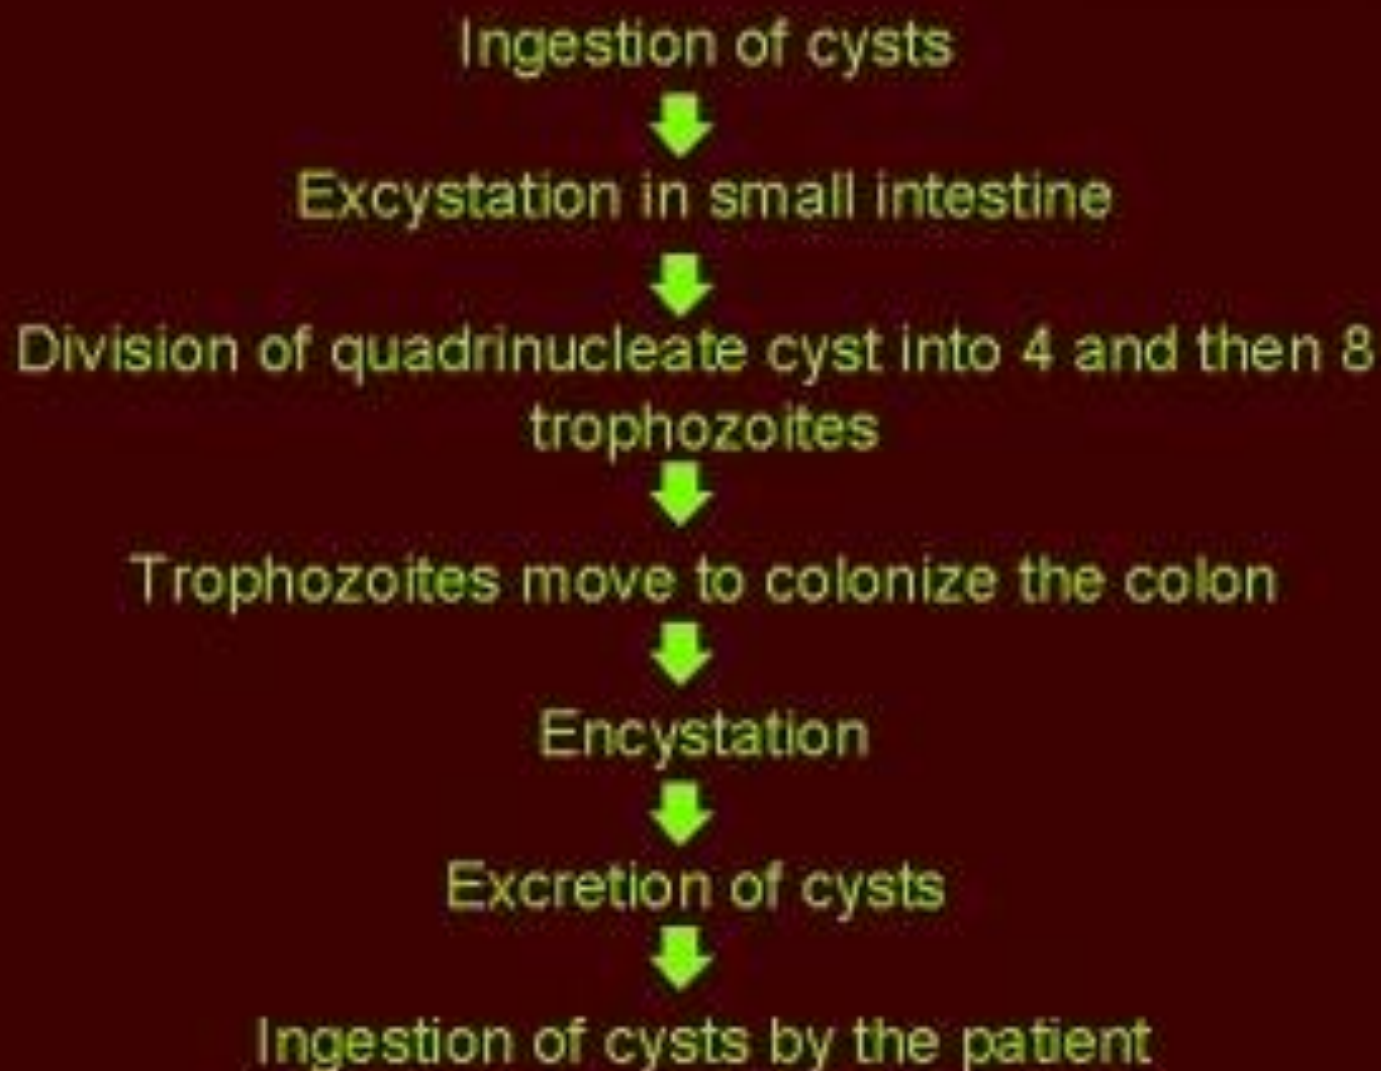 Ingestion of cysts
Excystation in small intestine
Division of quadrinucleate cyst into 4 and then 8
trophozoites
Trophozoites move to colonize the colon
Encystation
Excretion of cysts
Ingestion of cysts by the patient